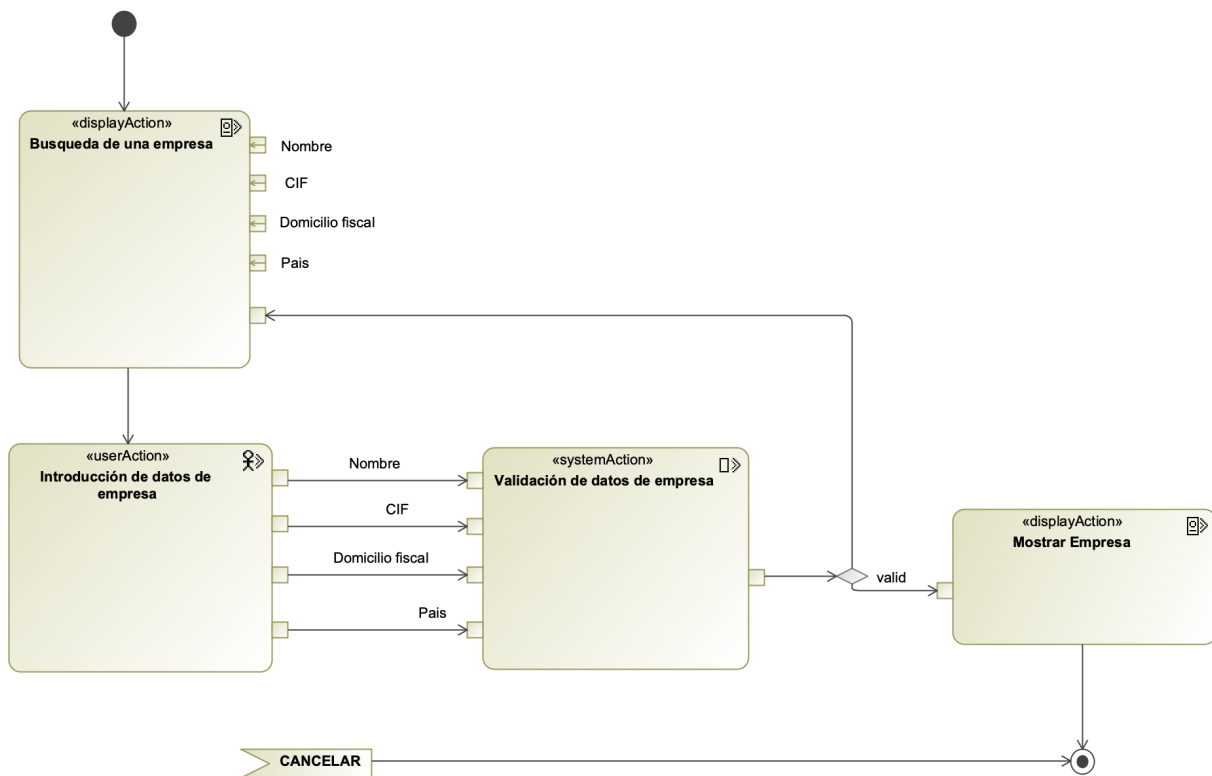 «displayAction»
Busqueda de una empresa
Nombre
CIF
Domicilio fiscal
Pais
«userAction»
Introducción de datos de
empresa
Nombre
CIF
Domicilio fiscal
Pais
«systemAction»
Validación de datos de empresa
valid
«displayAction»
Mostrar Empresa
CANCELAR